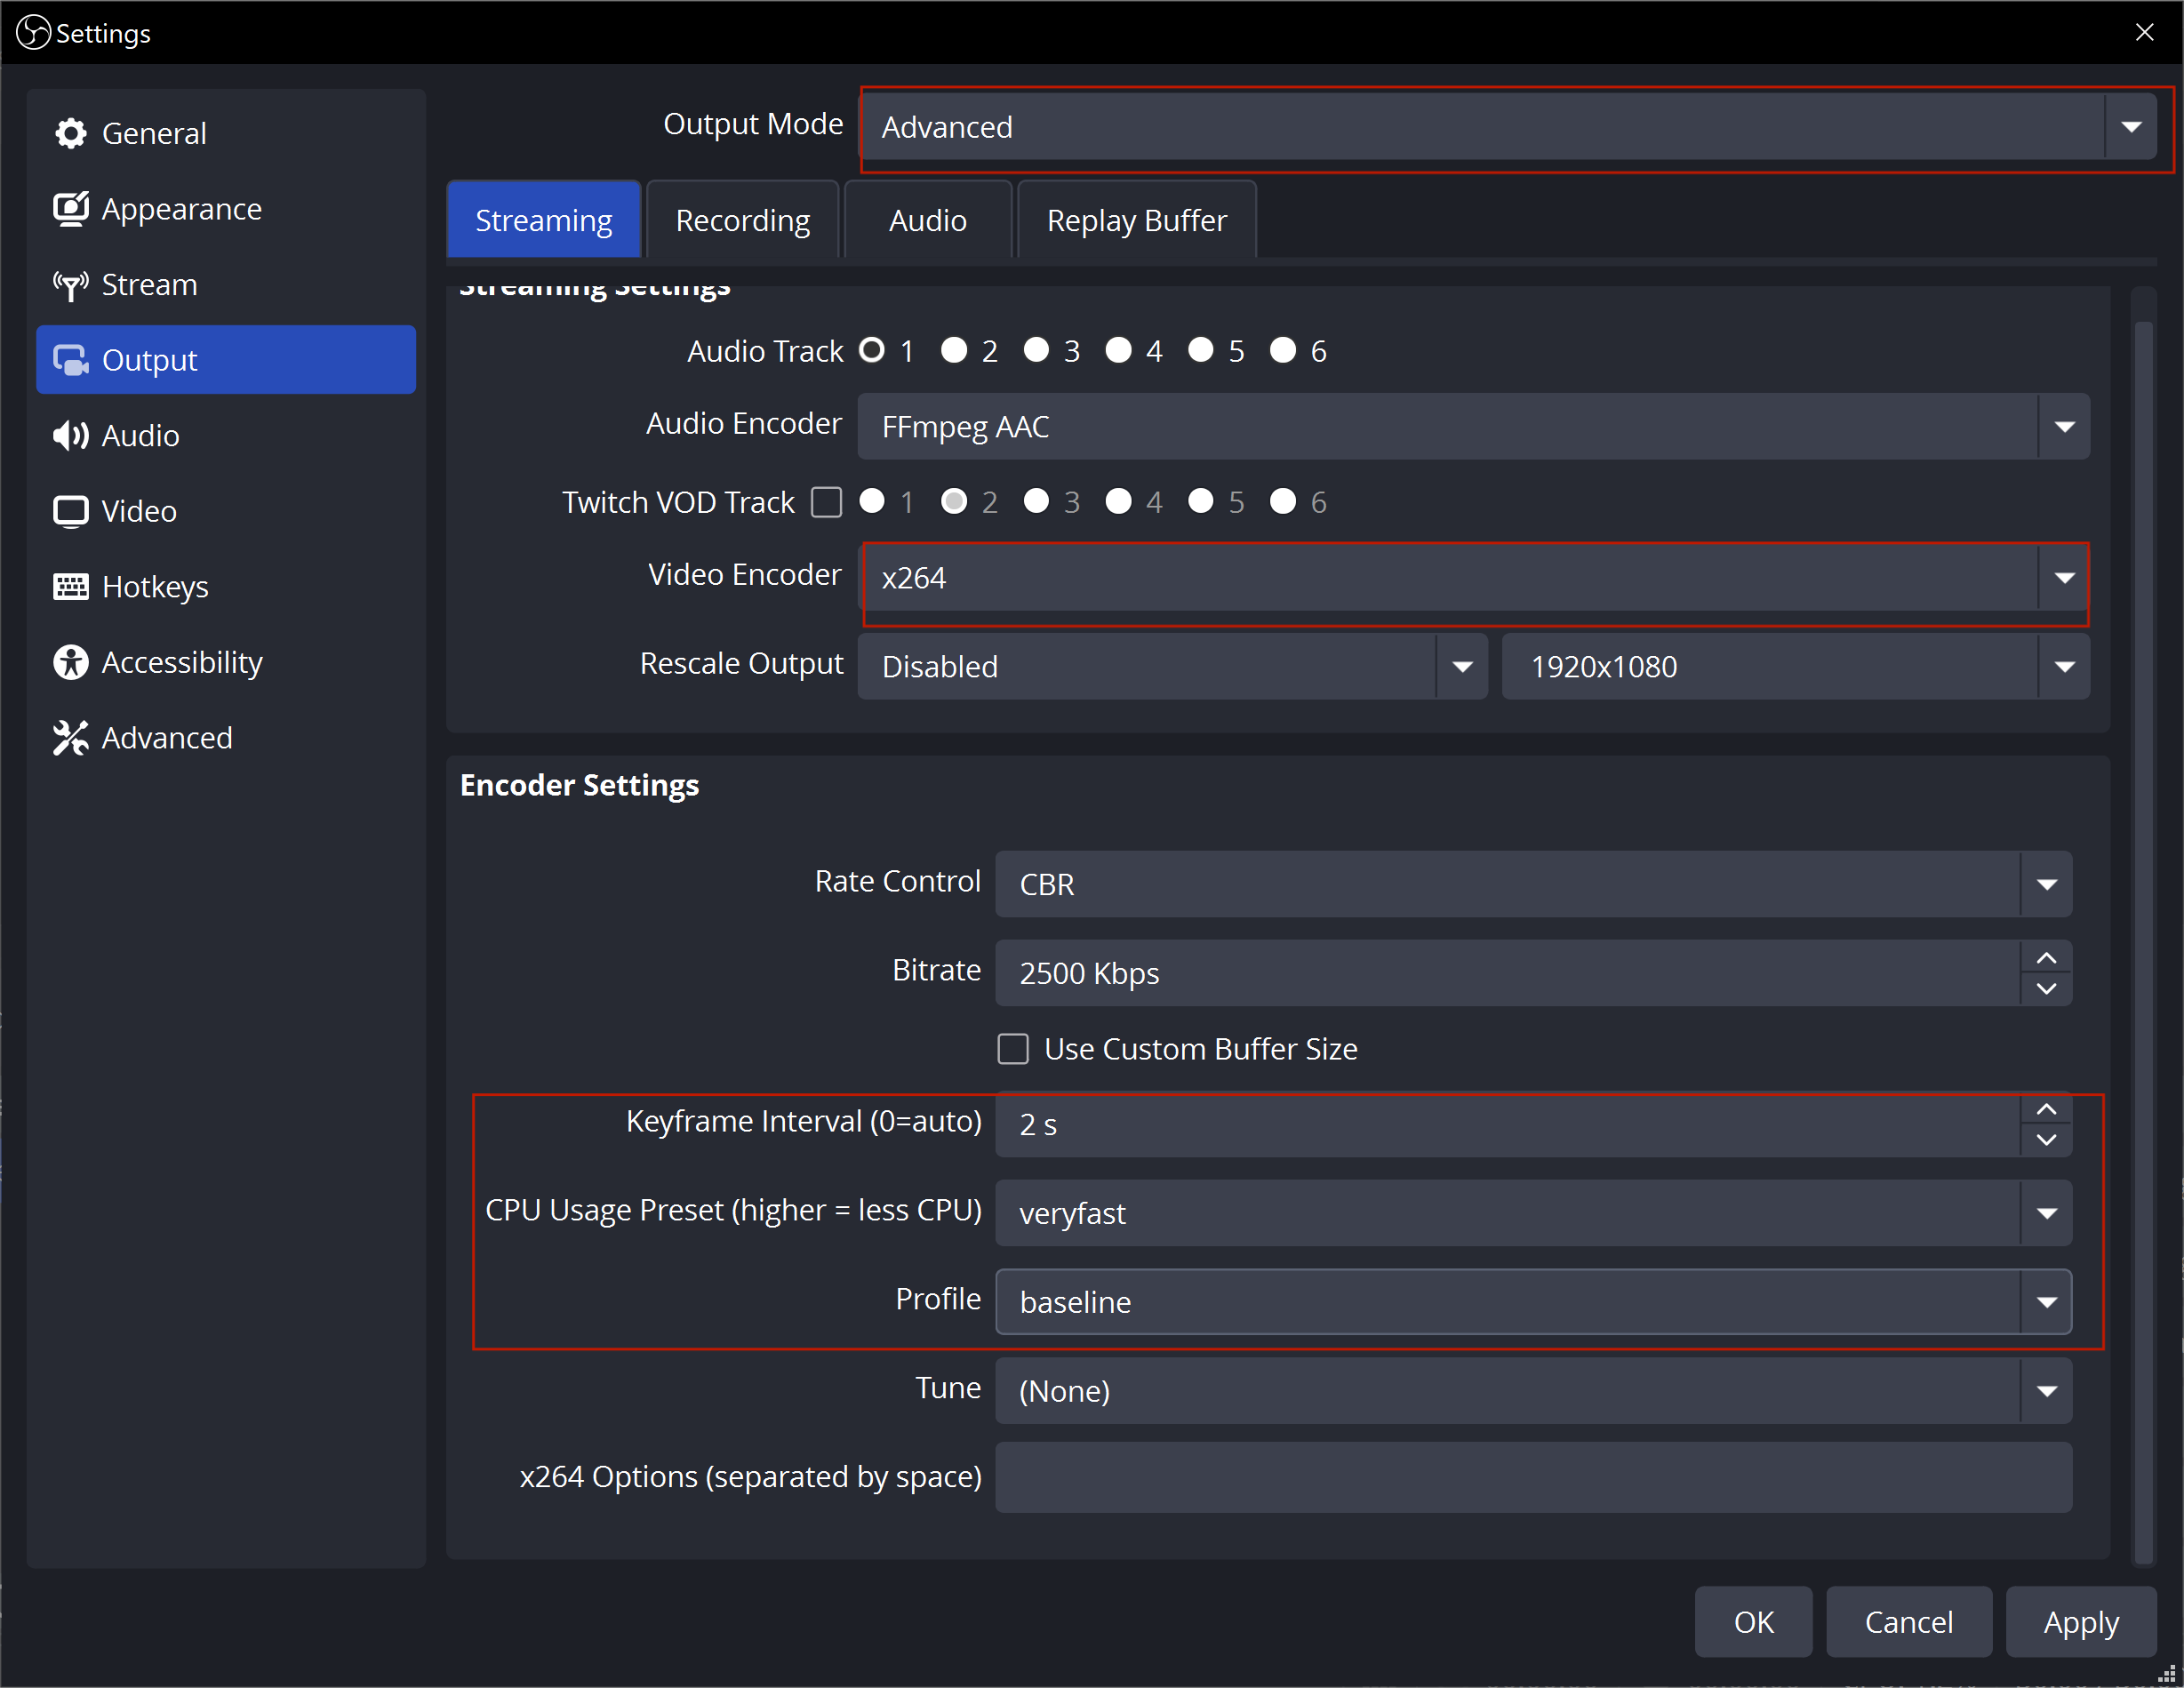 Settings
General
Appearance
Stream
Output
Audio
Video
Hotkeys
Accessibility
Advanced
Output Mode Advanced
Streaming Recording Audio Replay Buffer
Streaming Settings
Audio Track 1 2 3 4 5 6
Audio Encoder FFmpeg AAC
Twitch VOD Track 1 2 3 4 5 6
Video Encoder x264
Rescale Output Disabled 1920x1080
Encoder Settings
Rate Control CBR
Bitrate 2500 Kbps
Use Custom Buffer Size
Keyframe Interval (0=auto) 2 s
CPU Usage Preset (higher = less CPU) veryfast
Profile baseline
Tune (None)
x264 Options (separated by space)
OK Cancel Apply